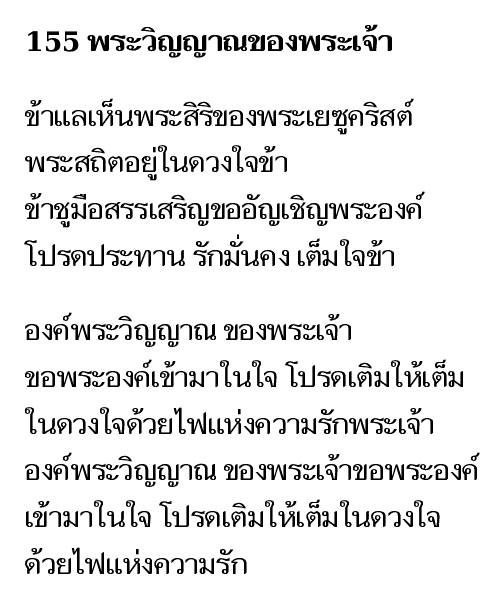 155 พระวิญญาณของพระเจ้า
ข้าแลเห็นพระสิริของพระเยซูคริสต์
พระสถิตอยู่ในดวงใจข้า
ข้าชูมือสรรเสริญขออัญเชิญพระองค์
โปรดประทาน รักมั่นคง เต็มใจข้า
องค์พระวิญญาณ ของพระเจ้า
ขอพระองค์เข้ามาในใจ โปรดเติมให้เต็ม
ในดวงใจด้วยไฟแห่งความรักพระเจ้า
องค์พระวิญญาณ ของพระเจ้าขอพระองค์
เข้ามาในใจ โปรดเติมให้เต็มในดวงใจ
ด้วยไฟแห่งความรัก